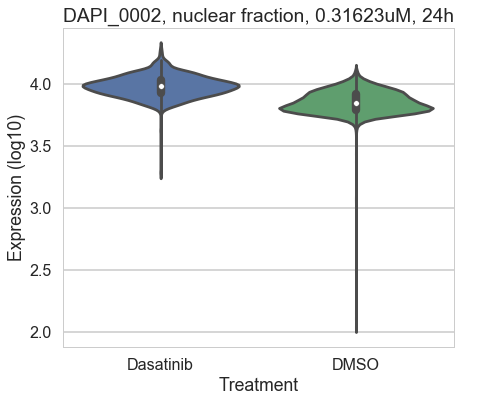 DAPI_0002, nuclear fraction, 0.31623uM, 24h
Expression (log10)
4.0
3.5
3.0
2.5
2.0
Dasatinib
DMSO
Treatment